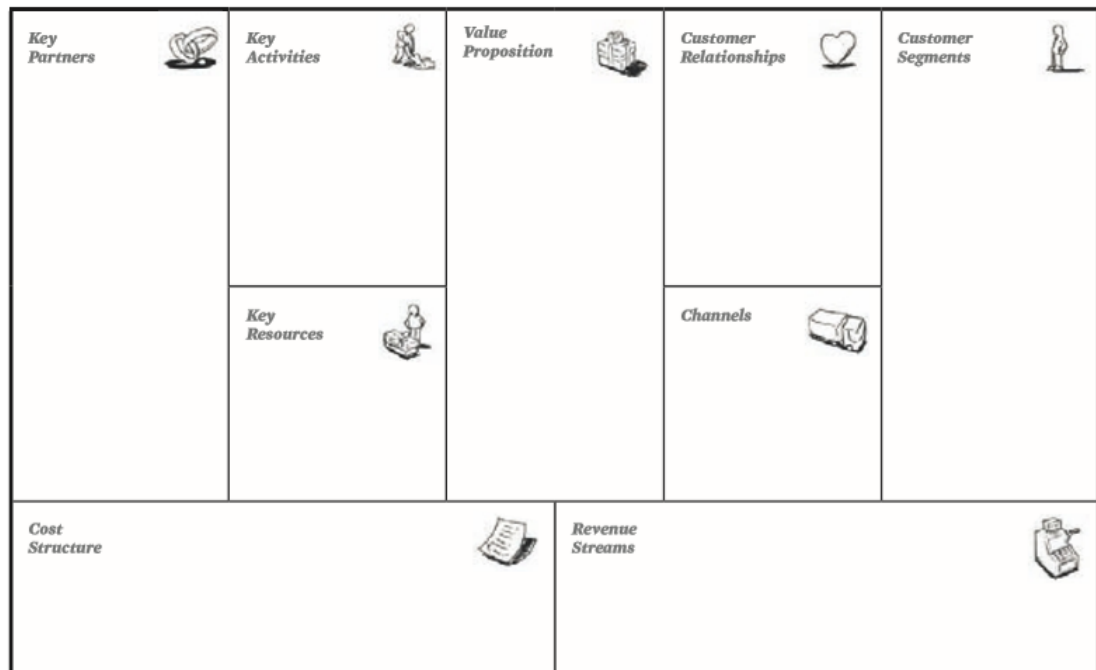 Key
Partners
Key
Activities
Value
Proposition
Customer
Relationships
Customer
Segments
Key
Resources
Channels
Cost
Structure
Revenue
Streams